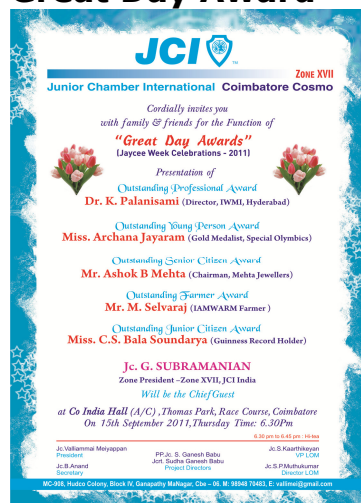 Great Day Award
JCI
TM
ZONE XVII
Junior Chamber International Coimbatore Cosmo
Cordially invites you
with family & friends for the Function of
"Great Day Awards"
(Jaycee Week Celebrations - 2011)
Presentation of
Outstanding Professional Award
Dr. K. Palanisami (Director, IWMI, Hyderabad)
Outstanding Young Person Award
Miss. Archana Jayaram (Gold Medalist, Special Olymbics)
Outstanding Senior Citizen Award
Mr. Ashok B Mehta (Chairman, Mehta Jewellers)
Outstanding Farmer Award
Mr. M. Selvaraj (IAMWARM Farmer )
Outstanding Junior Citizen Award
Miss. C.S. Bala Soundarya (Guinness Record Holder)
Jc. G. SUBRAMANIAN
Zone President –Zone XVII, JCI India
Will be the Chief Guest
at Co India Hall (A/C) ,Thomas Park, Race Course, Coimbatore
On 15th September 2011,Thursday Time: 6.30Pm
6.30 pm to 6.45 pm : Hi-tea
Jc.Valliammai Meiyappan
President
Jc.B.Anand
Secretary
PP.Jc. S. Ganesh Babu
Jcrt. Sudha Ganesh Babu
Project Directors
Jc.S.Kaarthikeyan
VP LOM
Jc.S.P.Muthukumar
Director LOM
MC-908, Hudco Colony, Block IV, Ganapathy MaNagar, Cbe – 06. M: 98948 70483, E: vallimei@gmail.com